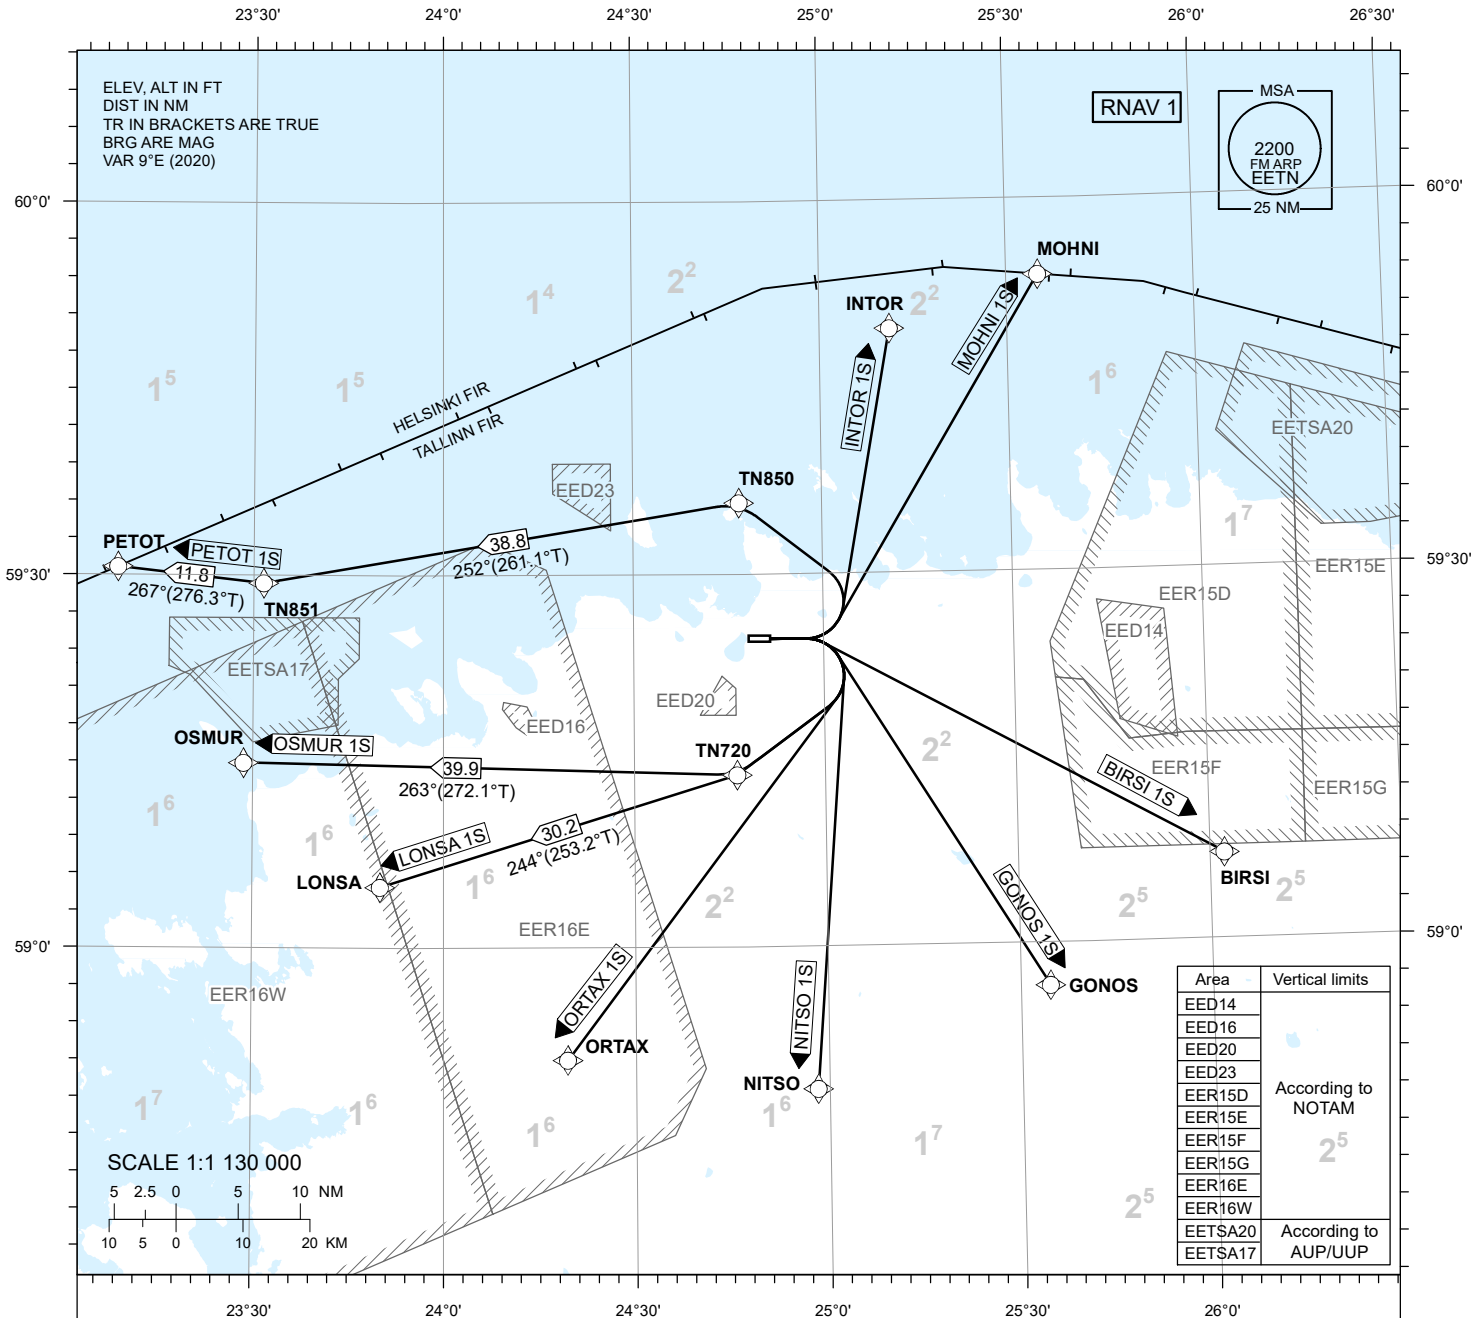 23°30' 24°0' 24°30' 25°0' 25°30' 26°0' 26°30'
ELEV, ALT IN FT
DIST IN NM
TR IN BRACKETS ARE TRUE
BRG ARE MAG
VAR 9°E (2020)
RNAV 1
MSA
2200
FM ARP
EETN
25 NM
60°0' 60°0'
MOHNI
2²
1⁴
INTOR
2²
MOHNI 1S
1⁵
1⁵
INTOR 1S
1⁶
HELSINKI FIR
TALLINN FIR
EETSA20
TN850
EED23
1⁷
PETOT
PETOT 1S
38.8
252°(261.1°T)
11.8
267°(276.3°T)
TN851
59°30' 59°30'
EER15E
EER15D
EED14
EETSA17
EED20
EED16
OSMUR
OSMUR 1S
TN720
2²
39.9
263°(272.1°T)
EER15F
BIRSI 1S
EER15G
1⁶
1⁶
LONSA 1S
30.2
244°(253.2°T)
LONSA
1⁶
BIRSI
2²
2⁵
2⁵
EER16E
GONOS 1S
59°0' 59°0'
ORTAX 1S
NITSO 1S
GONOS
EER16W
ORTAX
NITSO
1⁷
1⁶
1⁶
1⁶
1⁷
2⁵
2⁵
Area Vertical limits
EED14
EED16
EED20
EED23
EER15D
EER15E
EER15F
EER15G
EER16E
EER16W
According to
NOTAM
EETSA20
EETSA17
According to
AUP/UUP
SCALE 1:1 130 000
5 2.5 0 5 10 NM
10 5 0 10 20 KM
23°30' 24°0' 24°30' 25°0' 25°30' 26°0'